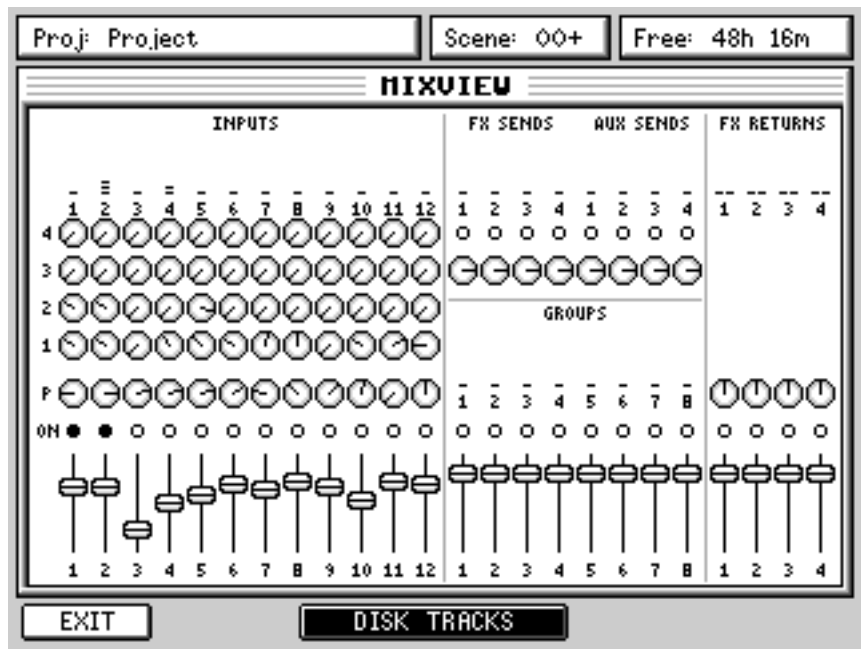 Proj: Project
Scene: 00+
Free: 48h 16m
MIXVIEW
INPUTS
FX SENDS
AUX SENDS
FX RETURNS
1 2 3 4 5 6 7 8 9 10 11 12
1 2 3 4 1 2 3 4
1 2 3 4
4
3
2
1
GROUPS
P
1 2 3 4 5 6 7 8
ON
1 2 3 4 5 6 7 8 9 10 11 12
1 2 3 4 5 6 7 8
1 2 3 4
EXIT
DISK TRACKS